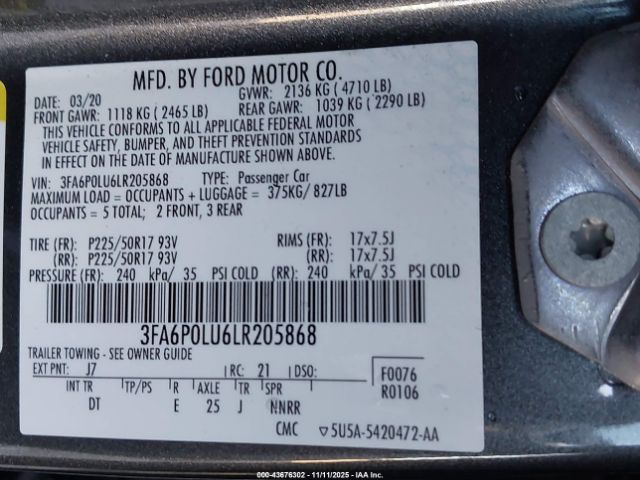 MFD. BY FORD MOTOR CO.
DATE: 03/20 GVWR: 2136 KG ( 4710 LB)
FRONT GAWR: 1118 KG ( 2465 LB) REAR GAWR: 1039 KG ( 2290 LB)
THIS VEHICLE CONFORMS TO ALL APPLICABLE FEDERAL MOTOR
VEHICLE SAFETY, BUMPER, AND THEFT PREVENTION STANDARDS
IN EFFECT ON THE DATE OF MANUFACTURE SHOWN ABOVE.
VIN: 3FA6P0LU6LR205868 TYPE: Passenger Car
MAXIMUM LOAD = OCCUPANTS + LUGGAGE = 375KG/ 827LB
OCCUPANTS = 5 TOTAL; 2 FRONT, 3 REAR
TIRE (FR): P225/50R17 93V RIMS (FR): 17x7.5J
(RR): P225/50R17 93V (RR): 17x7.5J
PRESSURE (FR): 240 kPa/ 35 PSI COLD (RR): 240 kPa/ 35 PSI COLD
3FA6P0LU6LR205868
TRAILER TOWING - SEE OWNER GUIDE
EXT PNT: J7 RC: 21 DSO: F0076
INT TR TP/PS R AXLE TR SPR R0106
DT E 25 J NNRR
CMC ▽5U5A-5420472-AA
000-43676302 - 11/11/2025 - IAAI.COM